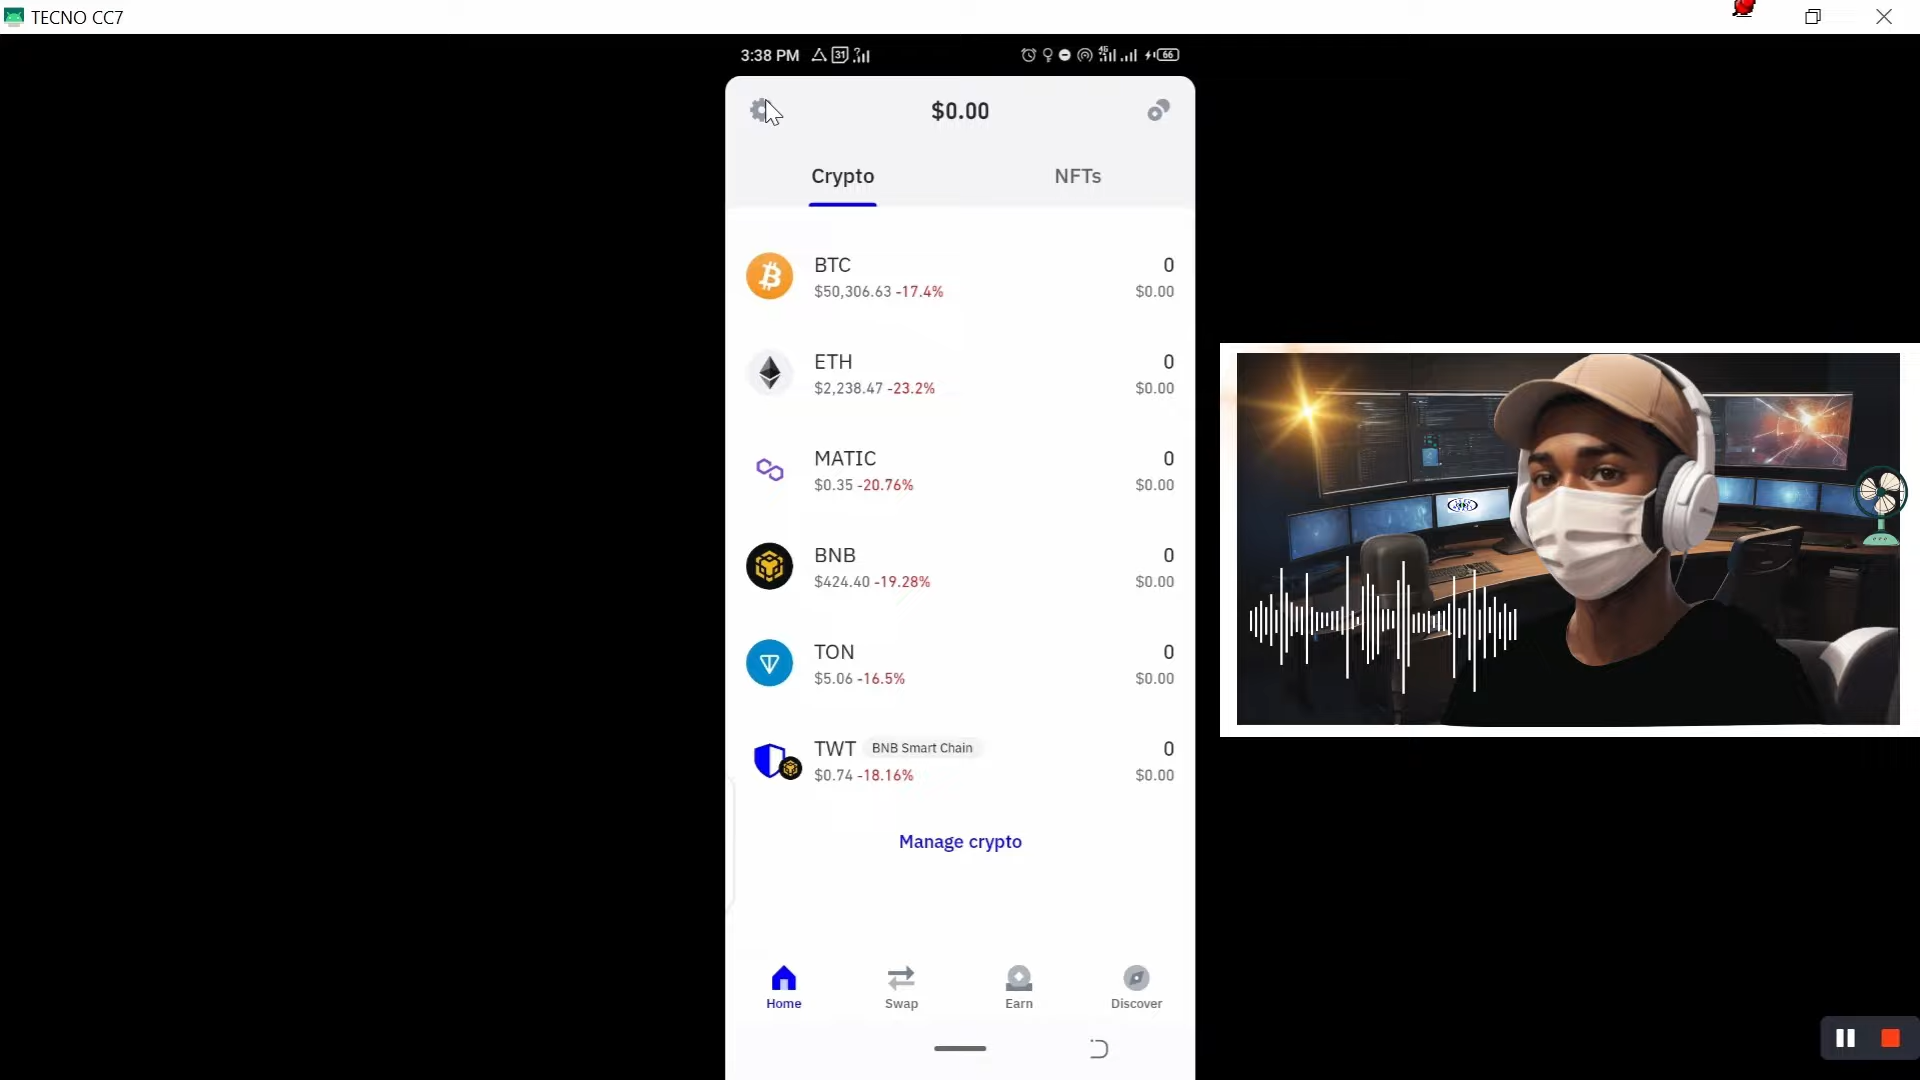 TECNO CC7
3:38 PM
31
4G
66
$0.00
Crypto
NFTs
BTC
0
$50,306.63 -17.4%
$0.00
ETH
0
$2,238.47 -23.2%
$0.00
MATIC
0
$0.35 -20.76%
$0.00
BNB
0
$424.40 -19.28%
$0.00
TON
0
$5.06 -16.5%
$0.00
TWT BNB Smart Chain
0
$0.74 -18.16%
$0.00
Manage crypto
Home
Swap
Earn
Discover